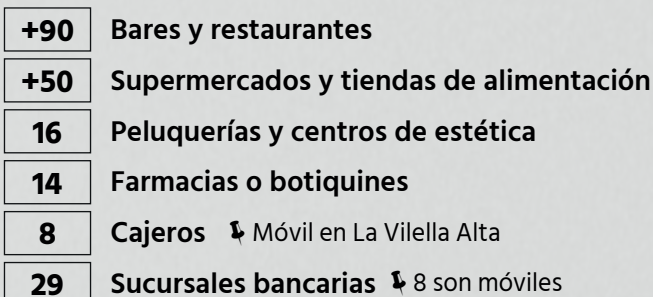 +90 Bares y restaurantes
+50 Supermercados y tiendas de alimentación
16 Peluquerías y centros de estética
14 Farmacias o botiquines
8 Cajeros Móvil en La Vilella Alta
29 Sucursales bancarias 8 son móviles